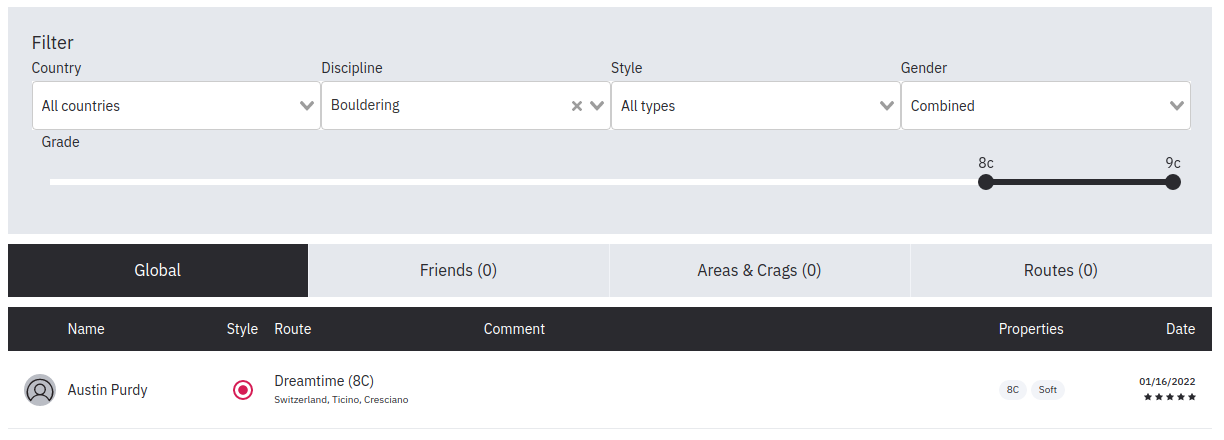 Filter
Country Discipline Style Gender
All countries Bouldering All types Combined
Grade
8c 9c
Global Friends (0) Areas & Crags (0) Routes (0)
Name Style Route Comment Properties Date
Austin Purdy Dreamtime (8C) 8C Soft 01/16/2022
Switzerland, Ticino, Cresciano